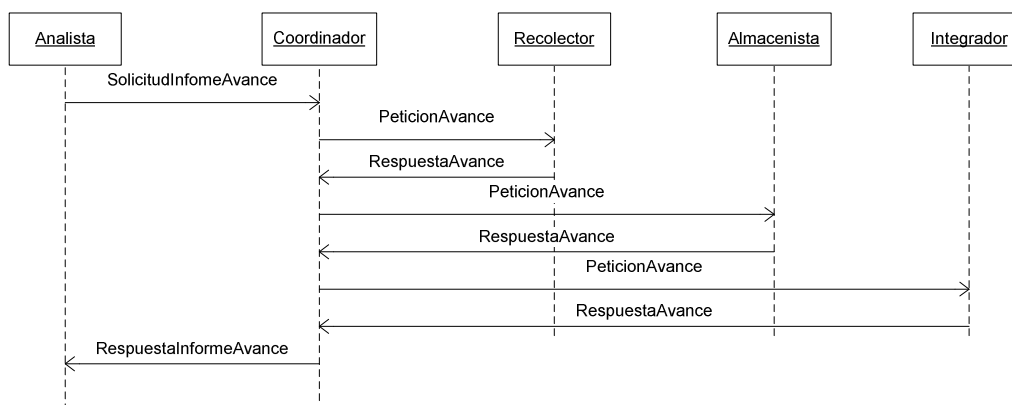 Analista
Coordinador
Recolector
Almacenista
Integrador
SolicitudInfomeAvance
PeticionAvance
RespuestaAvance
PeticionAvance
RespuestaAvance
PeticionAvance
RespuestaAvance
RespuestaInformeAvance